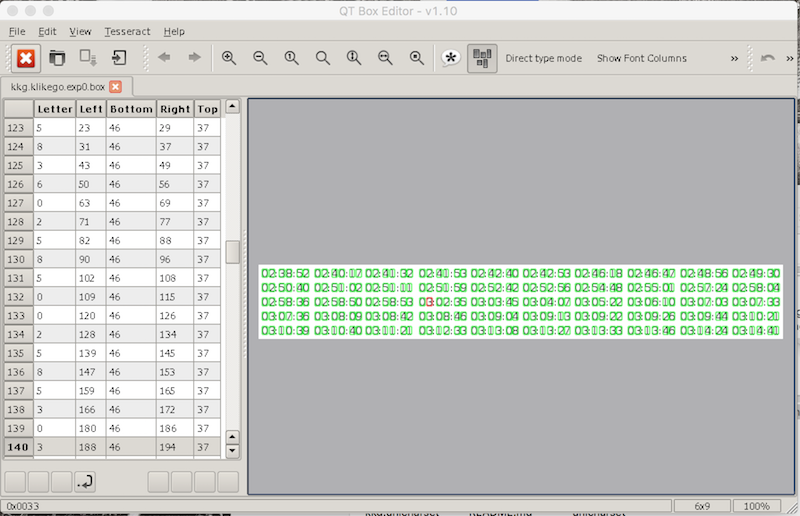 QT Box Editor - v1.10
File Edit View Tesseract Help
Direct type mode Show Font Columns » »
kkg.klikego.exp0.box
Letter Left Bottom Right Top
123 5 23 46 29 37
124 8 31 46 37 37
125 3 43 46 49 37
126 6 50 46 56 37
127 0 63 46 69 37
128 2 71 46 77 37
129 5 82 46 88 37
130 8 90 46 96 37
131 5 102 46 108 37
132 0 109 46 115 37
133 0 120 46 126 37
134 2 128 46 134 37
135 5 139 46 145 37
136 8 147 46 153 37
137 5 159 46 165 37
138 3 166 46 172 37
139 0 180 46 186 37
140 3 188 46 194 37
02:38:52 02:40:17 02:41:32 02:41:53 02:42:40 02:42:53 02:46:18 02:46:47 02:48:56 02:49:30
02:50:40 02:51:02 02:51:11 02:51:59 02:52:42 02:52:56 02:54:48 02:55:01 02:57:24 02:58:04
02:58:36 02:58:50 02:58:53 03:02:35 03:03:45 03:04:07 03:05:22 03:06:10 03:07:03 03:07:33
03:07:36 03:08:09 03:08:42 03:08:46 03:09:04 03:09:13 03:09:22 03:09:26 03:09:44 03:10:21
03:10:39 03:10:40 03:11:21 03:12:33 03:13:08 03:13:27 03:13:33 03:13:46 03:14:24 03:14:41
0x0033 6x9 100%